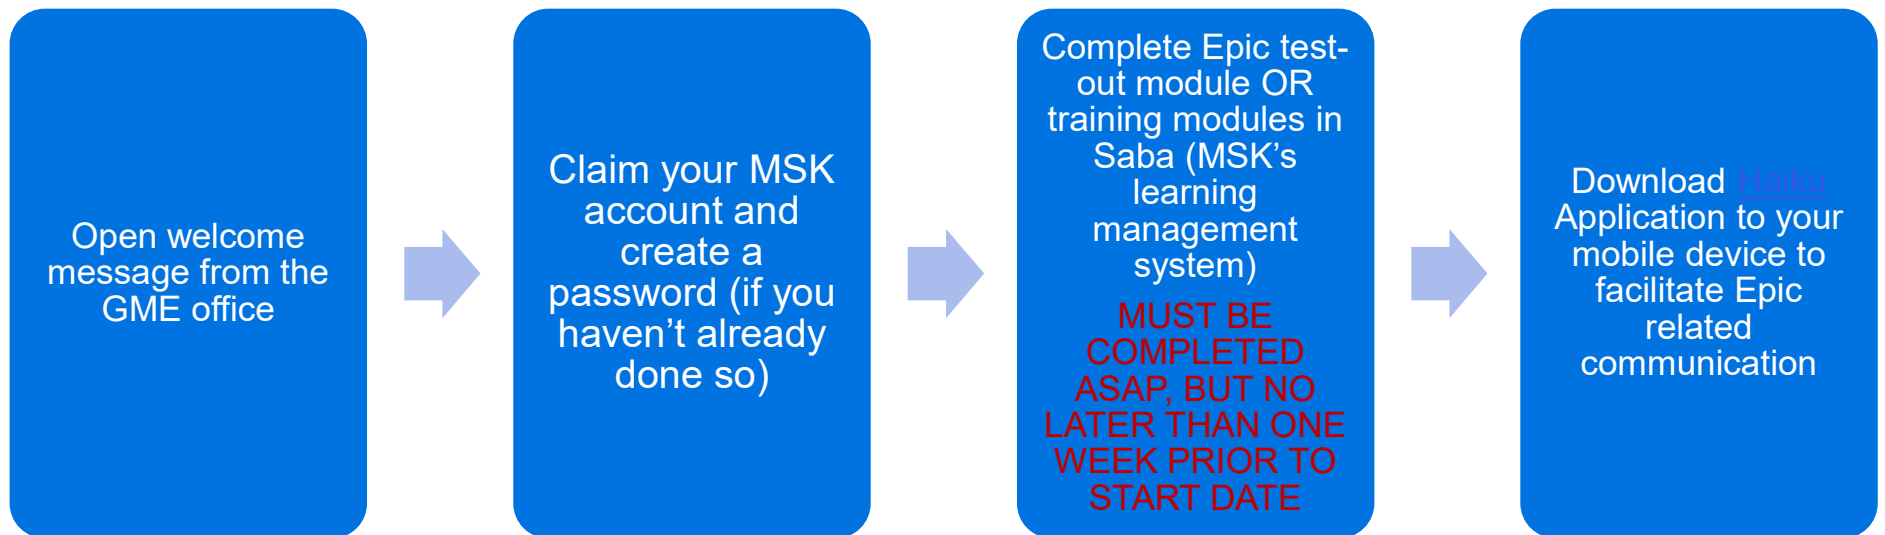 Open welcome
message from the
GME office
Claim your MSK
account and
create a
password (if you
haven’t already
done so)
Complete Epic test-
out module OR
training modules in
Saba (MSK’s
learning
management
system)
MUST BE
COMPLETED
ASAP, BUT NO
LATER THAN ONE
WEEK PRIOR TO
START DATE
Download Haiku
Application to your
mobile device to
facilitate Epic
related
communication